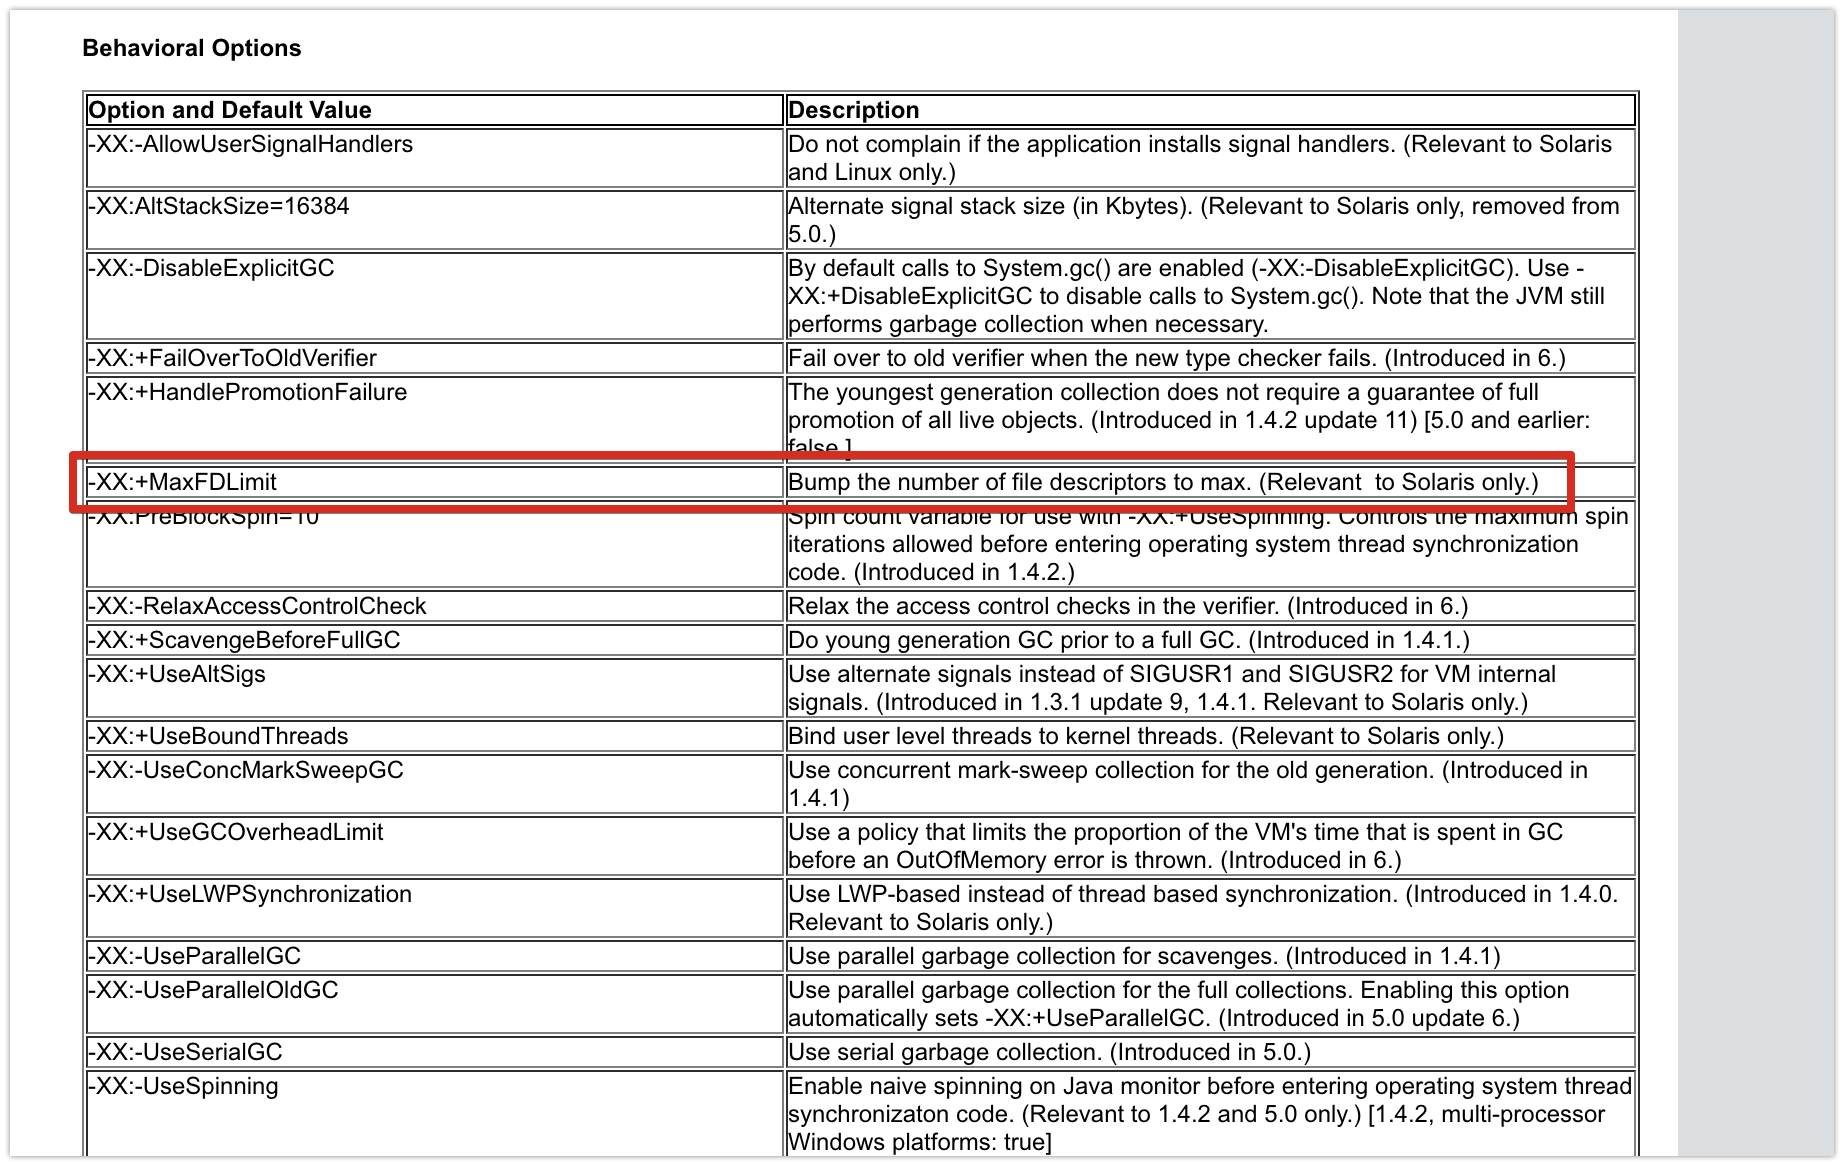 Behavioral Options
Option and Default Value
Description
-XX:-AllowUserSignalHandlers
Do not complain if the application installs signal handlers. (Relevant to Solaris
and Linux only.)
-XX:AltStackSize=16384
Alternate signal stack size (in Kbytes). (Relevant to Solaris only, removed from
5.0.)
-XX:-DisableExplicitGC
By default calls to System.gc() are enabled (-XX:-DisableExplicitGC). Use -
XX:+DisableExplicitGC to disable calls to System.gc(). Note that the JVM still
performs garbage collection when necessary.
-XX:+FailOverToOldVerifier
Fail over to old verifier when the new type checker fails. (Introduced in 6.)
-XX:+HandlePromotionFailure
The youngest generation collection does not require a guarantee of full
promotion of all live objects. (Introduced in 1.4.2 update 11) [5.0 and earlier:
false.]
-XX:+MaxFDLimit
Bump the number of file descriptors to max. (Relevant  to Solaris only.)
-XX:PreBlockSpin=10
Spin count variable for use with -XX:+UseSpinning. Controls the maximum spin
iterations allowed before entering operating system thread synchronization
code. (Introduced in 1.4.2.)
-XX:-RelaxAccessControlCheck
Relax the access control checks in the verifier. (Introduced in 6.)
-XX:+ScavengeBeforeFullGC
Do young generation GC prior to a full GC. (Introduced in 1.4.1.)
-XX:+UseAltSigs
Use alternate signals instead of SIGUSR1 and SIGUSR2 for VM internal
signals. (Introduced in 1.3.1 update 9, 1.4.1. Relevant to Solaris only.)
-XX:+UseBoundThreads
Bind user level threads to kernel threads. (Relevant to Solaris only.)
-XX:-UseConcMarkSweepGC
Use concurrent mark-sweep collection for the old generation. (Introduced in
1.4.1)
-XX:+UseGCOverheadLimit
Use a policy that limits the proportion of the VM's time that is spent in GC
before an OutOfMemory error is thrown. (Introduced in 6.)
-XX:+UseLWPSynchronization
Use LWP-based instead of thread based synchronization. (Introduced in 1.4.0.
Relevant to Solaris only.)
-XX:-UseParallelGC
Use parallel garbage collection for scavenges. (Introduced in 1.4.1)
-XX:-UseParallelOldGC
Use parallel garbage collection for the full collections. Enabling this option
automatically sets -XX:+UseParallelGC. (Introduced in 5.0 update 6.)
-XX:-UseSerialGC
Use serial garbage collection. (Introduced in 5.0.)
-XX:-UseSpinning
Enable naive spinning on Java monitor before entering operating system thread
synchronizaton code. (Relevant to 1.4.2 and 5.0 only.) [1.4.2, multi-processor
Windows platforms: true]